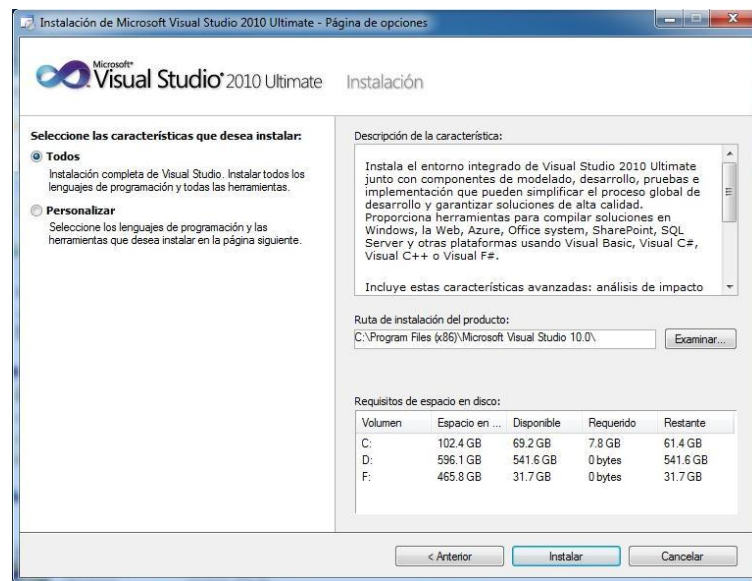 Instalación de Microsoft Visual Studio 2010 Ultimate - Página de opciones
Microsoft®
Visual Studio® 2010 Ultimate Instalación
Seleccione las características que desea instalar:
Todos
Instalación completa de Visual Studio. Instalar todos los
lenguajes de programación y todas las herramientas.
Personalizar
Seleccione los lenguajes de programación y las
herramientas que desea instalar en la página siguiente.
Descripción de la característica:
Instala el entorno integrado de Visual Studio 2010 Ultimate
junto con componentes de modelado, desarrollo, pruebas e
implementación que pueden simplificar el proceso global de
desarrollo y garantizar soluciones de alta calidad.
Proporciona herramientas para compilar soluciones en
Windows, la Web, Azure, Office system, SharePoint, SQL
Server y otras plataformas usando Visual Basic, Visual C#,
Visual C++ o Visual F#.
Incluye estas características avanzadas: análisis de impacto
Ruta de instalación del producto:
C:\Program Files (x86)\Microsoft Visual Studio 10.0\ Examinar...
Requisitos de espacio en disco:
Volumen Espacio en ... Disponible Requerido Restante
C: 102.4 GB 69.2 GB 7.8 GB 61.4 GB
D: 596.1 GB 541.6 GB 0 bytes 541.6 GB
F: 465.8 GB 31.7 GB 0 bytes 31.7 GB
< Anterior Instalar Cancelar